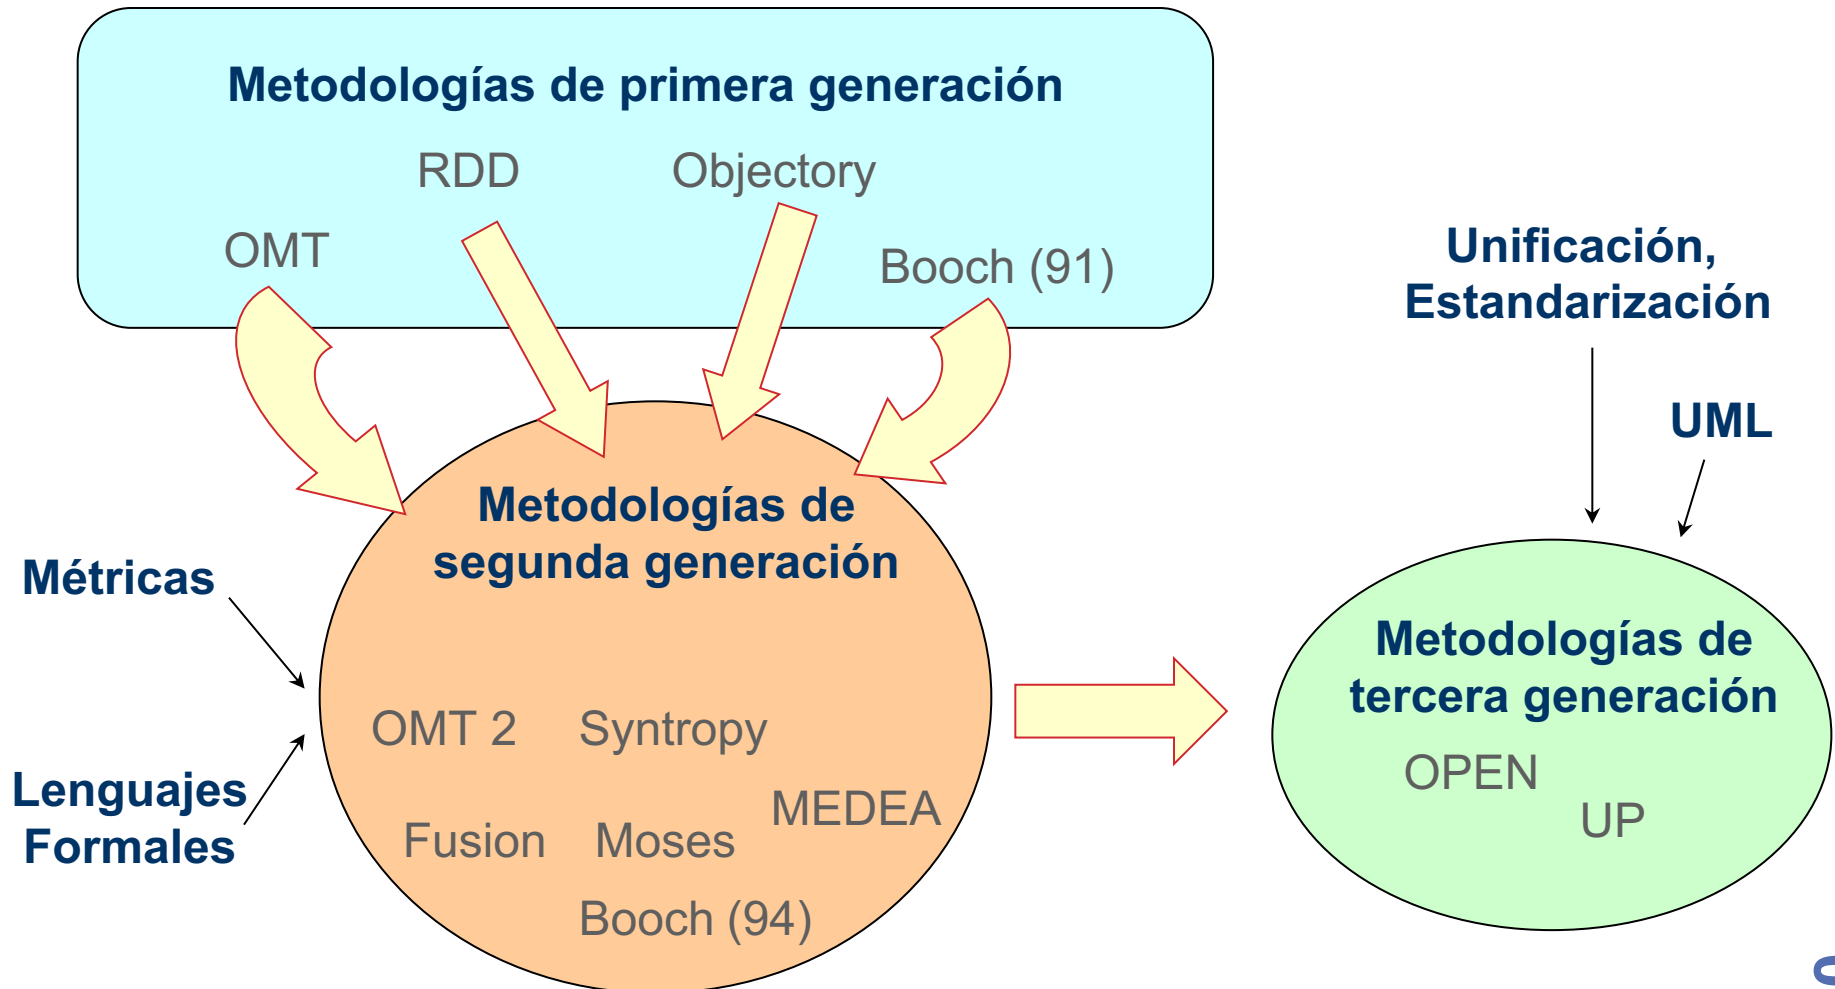 Metodologías de primera generación
RDD
Objectory
OMT
Booch (91)
Unificación,
Estandarización
UML
Métricas
Lenguajes
Formales
Metodologías de
segunda generación
OMT 2
Syntropy
MEDEA
Fusion
Moses
Booch (94)
Metodologías de
tercera generación
OPEN
UP